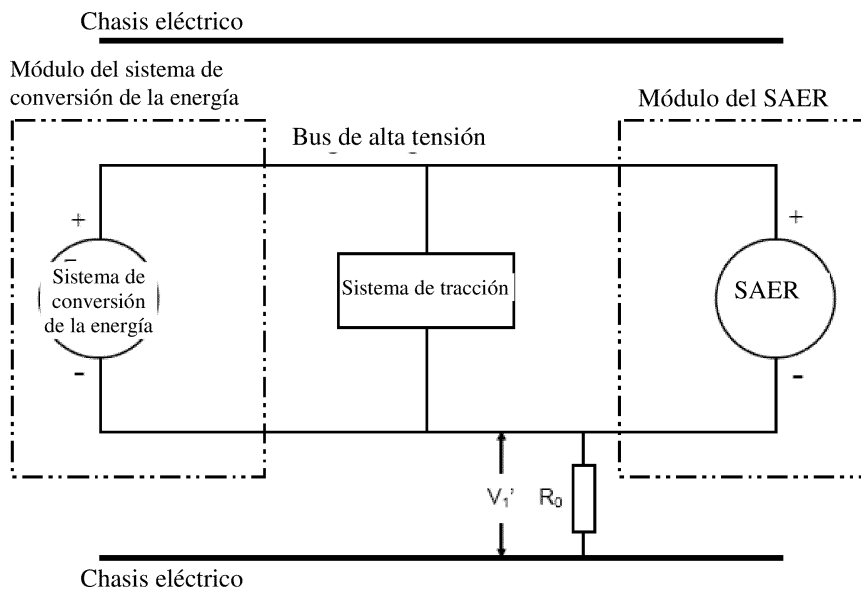 Chasis eléctrico
Módulo del sistema de
conversión de la energía
Módulo del SAER
Bus de alta tensión
+
+
Sistema de
conversión
de la energía
Sistema de tracción
SAER
-
-
V₁’
R₀
Chasis eléctrico